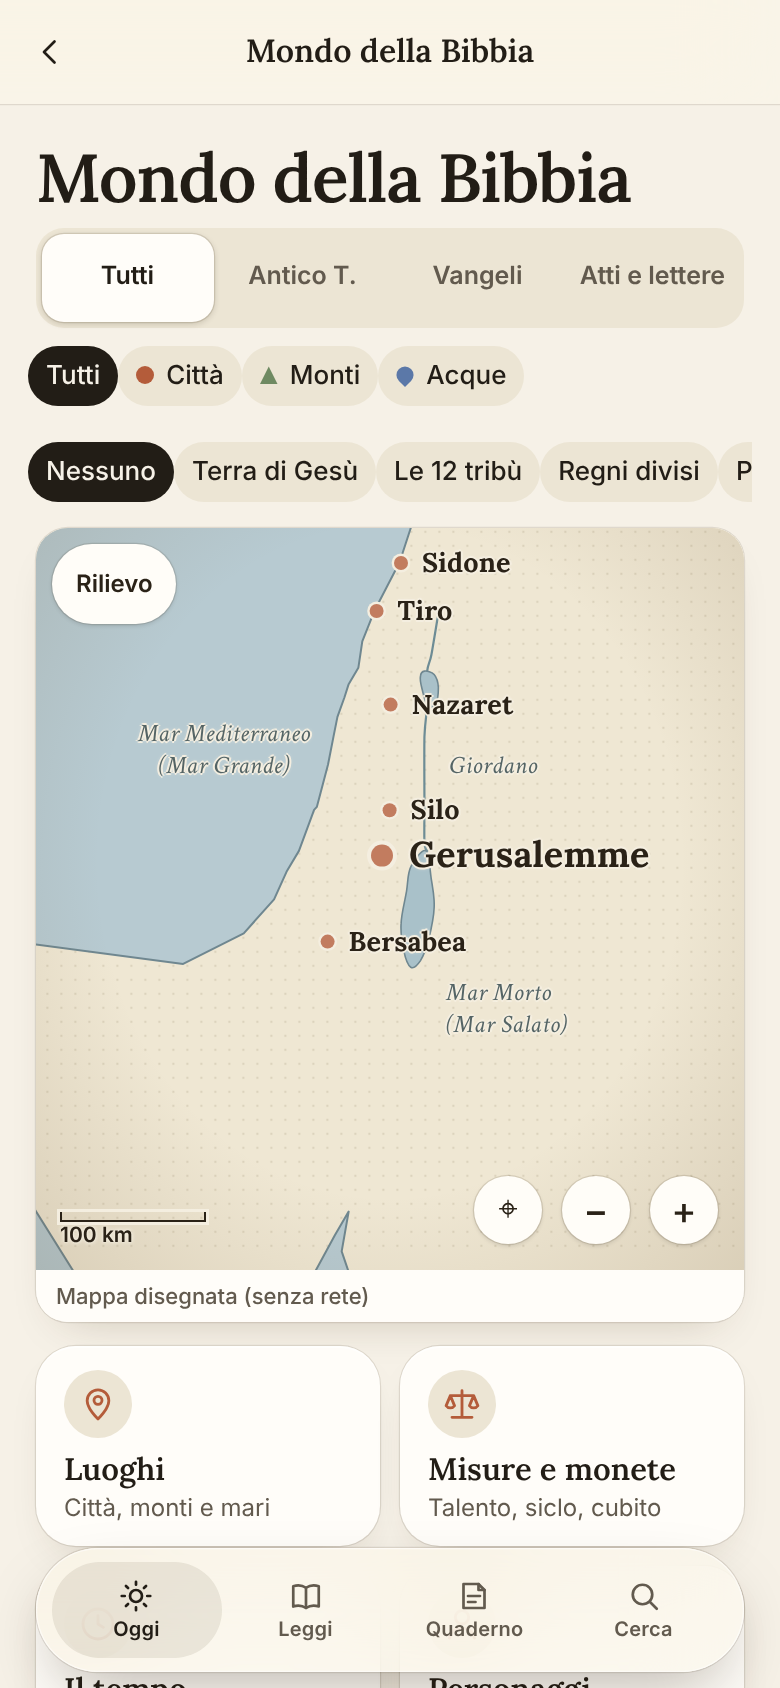 Mondo della Bibbia
Mondo della Bibbia
Tutti
Antico T.
Vangeli
Atti e lettere
Tutti
Città
Monti
Acque
Nessuno
Terra di Gesù
Le 12 tribù
Regni divisi
P
Rilievo
Sidone
Tiro
Nazaret
Mar Mediterraneo
(Mar Grande)
Giordano
Silo
Gerusalemme
Bersabea
Mar Morto
(Mar Salato)
100 km
Mappa disegnata (senza rete)
Luoghi
Città, monti e mari
Misure e monete
Talento, siclo, cubito
Oggi
Leggi
Quaderno
Cerca
Il tempo
Personaggi